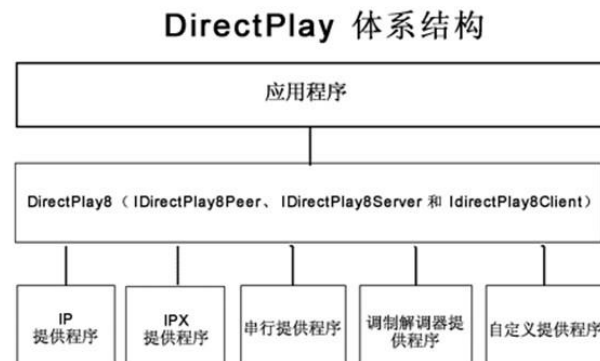 DirectPlay 体系结构
应用程序
DirectPlay8（ IDirectPlay8Peer、 IDirectPlay8Server 和 IdirectPlay8Client）
IP
提供程序
IPX
提供程序
串行提供程序
调制解调器提
供程序
自定义提供程序